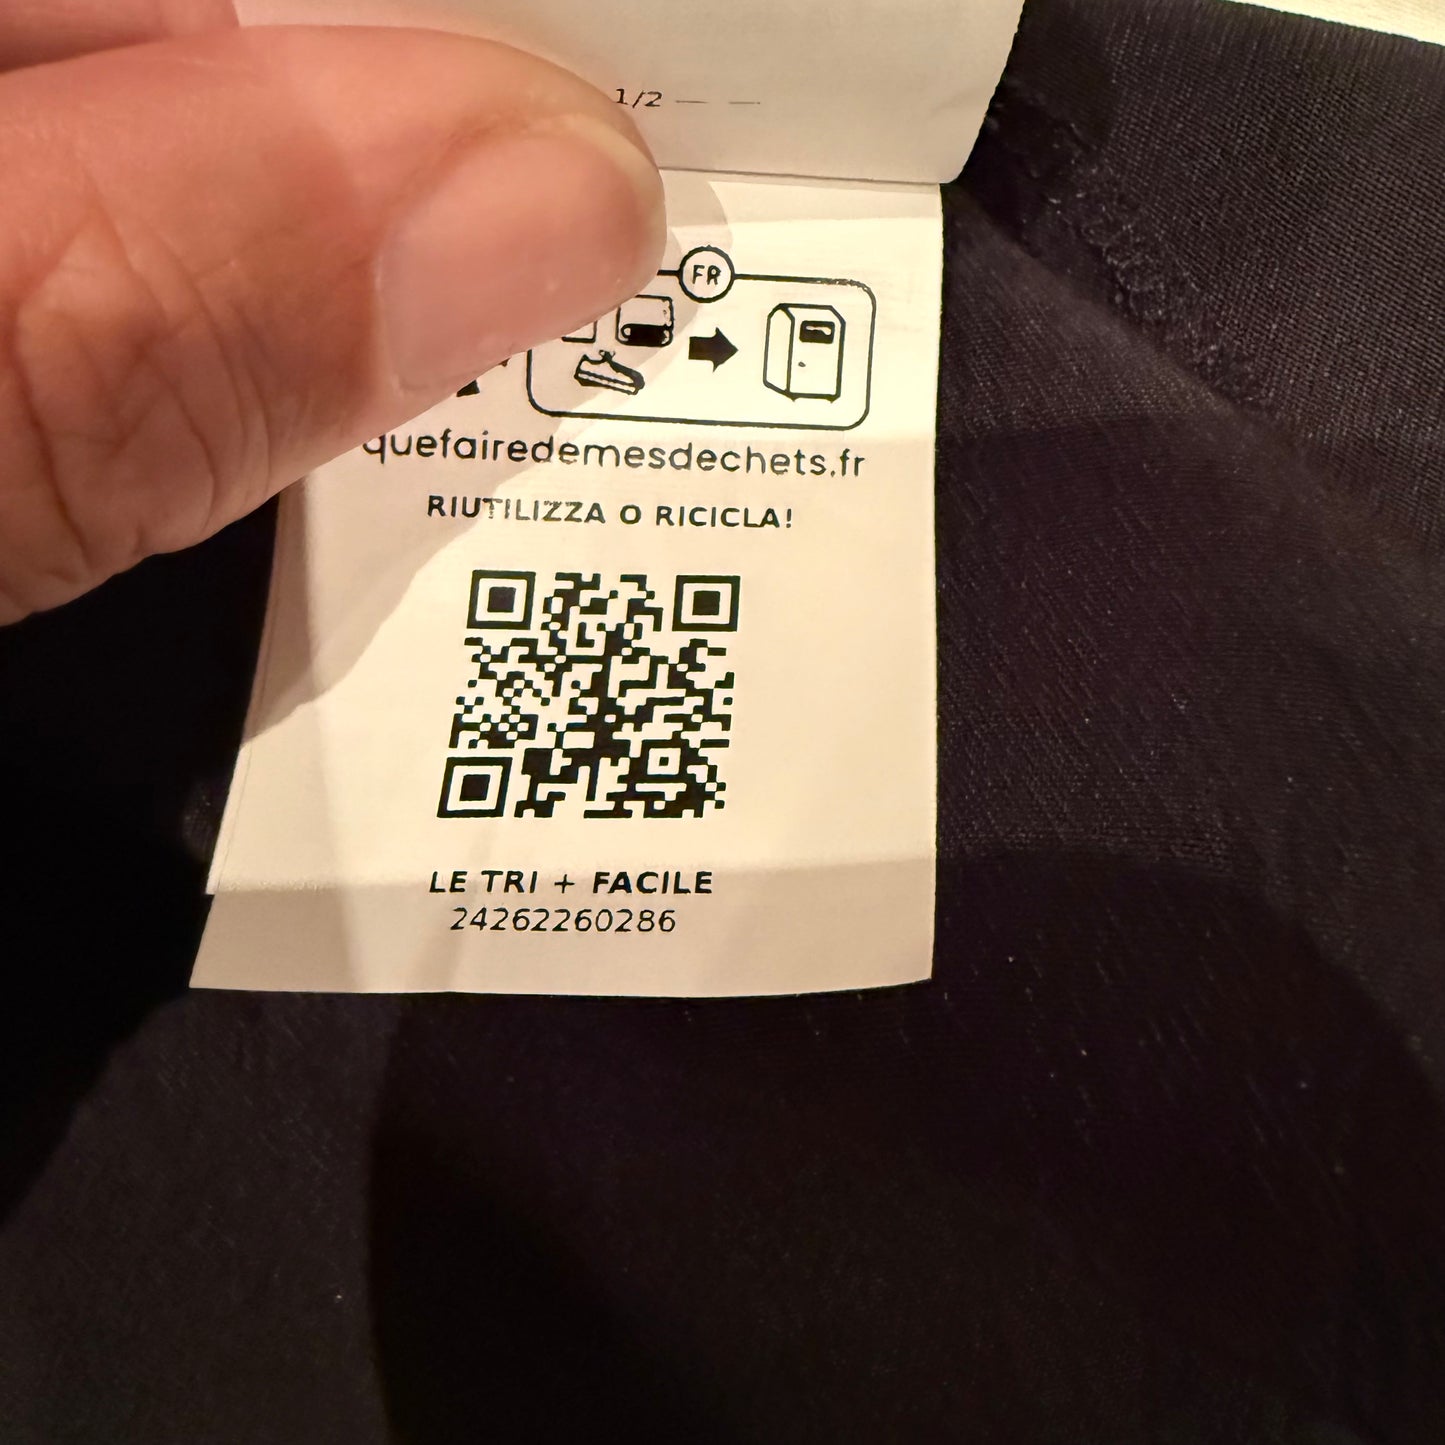 1/2 — —
FR
quefairedemesdechets.fr
RIUTILIZZA O RICICLA!
LE TRI + FACILE
24262260286